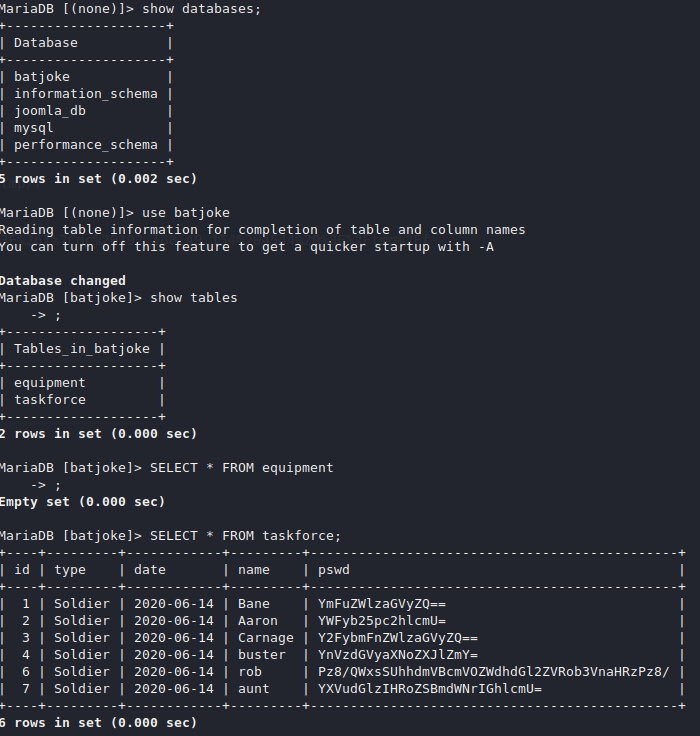 MariaDB [(none)]> show databases;
+--------------------+
| Database           |
+--------------------+
| batjoke            |
| information_schema |
| joomla_db          |
| mysql              |
| performance_schema |
+--------------------+
5 rows in set (0.002 sec)
MariaDB [(none)]> use batjoke
Reading table information for completion of table and column names
You can turn off this feature to get a quicker startup with -A
Database changed
MariaDB [batjoke]> show tables
    -> ;
+-------------------+
| Tables_in_batjoke |
+-------------------+
| equipment         |
| taskforce         |
+-------------------+
2 rows in set (0.000 sec)
MariaDB [batjoke]> SELECT * FROM equipment
    -> ;
Empty set (0.000 sec)
MariaDB [batjoke]> SELECT * FROM taskforce;
+----+---------+------------+---------+----------------------------------------------+
| id | type    | date       | name    | pswd                                         |
+----+---------+------------+---------+----------------------------------------------+
|  1 | Soldier | 2020-06-14 | Bane    | YmFuZWlzaGVyZQ==                             |
|  2 | Soldier | 2020-06-14 | Aaron   | YWFyb25pc2hlcmU=                             |
|  3 | Soldier | 2020-06-14 | Carnage | Y2FybmFnZWlzaGVyZQ==                         |
|  4 | Soldier | 2020-06-14 | buster  | YnVzdGVyaXNoZXJlZmY=                         |
|  6 | Soldier | 2020-06-14 | rob     | Pz8/QWxsSUhhdmVBcmVOZWdhdGl2ZVRob3VnaHRzPz8/ |
|  7 | Soldier | 2020-06-14 | aunt    | YXVudGlzIHRoZSBmdWNrIGhlcmU=                 |
+----+---------+------------+---------+----------------------------------------------+
6 rows in set (0.000 sec)